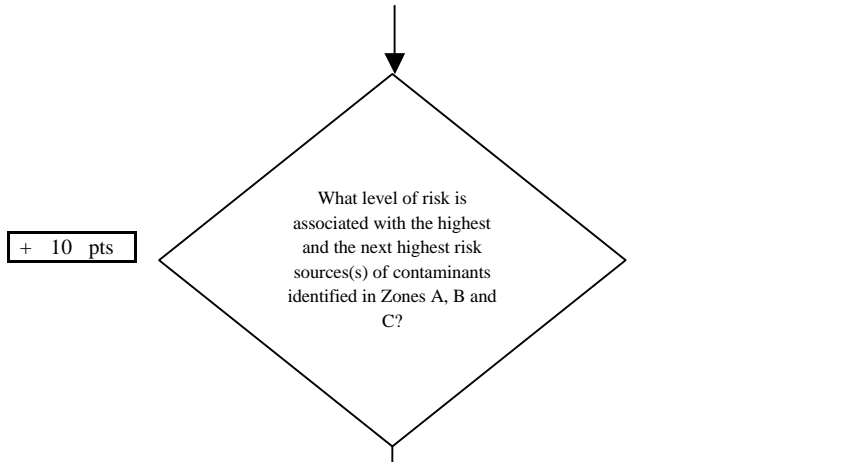 What level of risk is
associated with the highest
and the next highest risk
sources(s) of contaminants
identified in Zones A, B and
C?
+ 10 pts